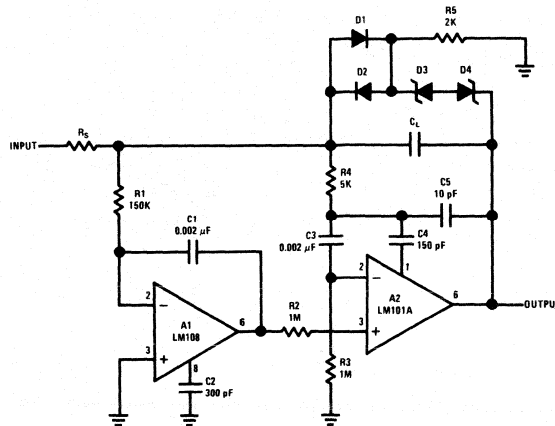 D1
R5
2K
D2
D3
D4
INPUT
RS
CL
R4
5K
R1
150K
C5
10 pF
C1
0.002 μF
C3
0.002 μF
C4
150 pF
2
6
A1
LM108
3
8
R2
1M
2
1
A2
LM101A
6
3
OUTPU
R3
1M
C2
300 pF